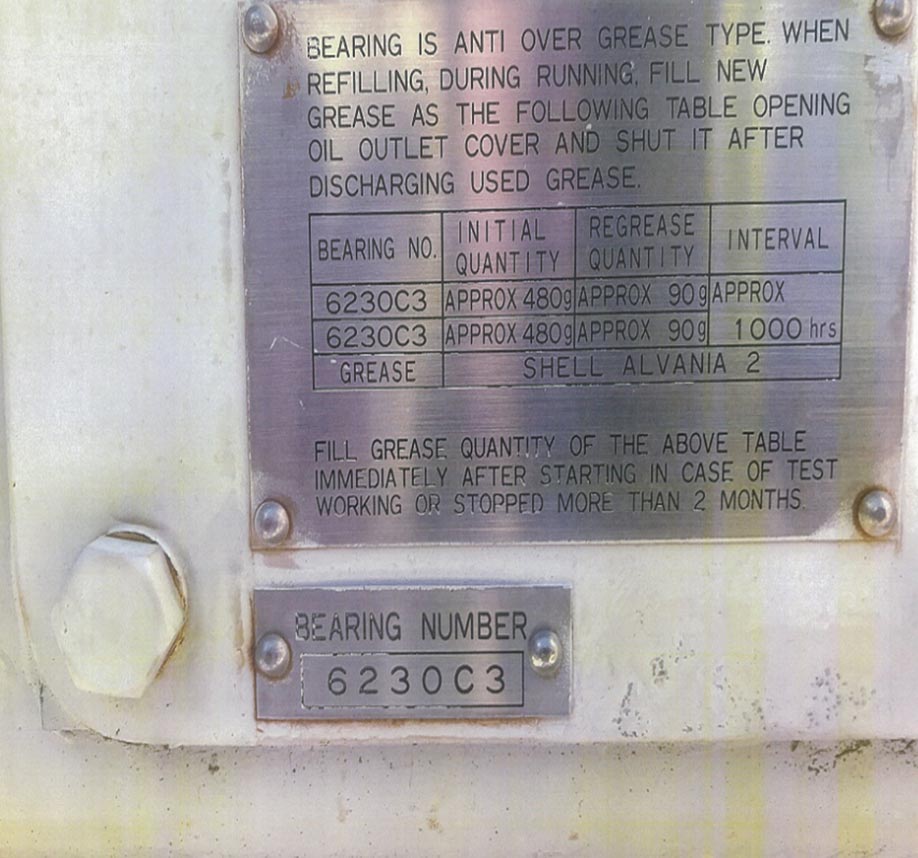 BEARING IS ANTI OVER GREASE TYPE. WHEN
REFILLING, DURING RUNNING, FILL NEW
GREASE AS THE FOLLOWING TABLE OPENING
OIL OUTLET COVER AND SHUT IT AFTER
DISCHARGING USED GREASE.
BEARING NO. INITIAL QUANTITY REGREASE QUANTITY INTERVAL
6230C3 APPROX 480g APPROX 90g APPROX
6230C3 APPROX 480g APPROX 90g 1000 hrs
GREASE SHELL ALVANIA 2
FILL GREASE QUANTITY OF THE ABOVE TABLE
IMMEDIATELY AFTER STARTING IN CASE OF TEST
WORKING OR STOPPED MORE THAN 2 MONTHS.
BEARING NUMBER
6230C3